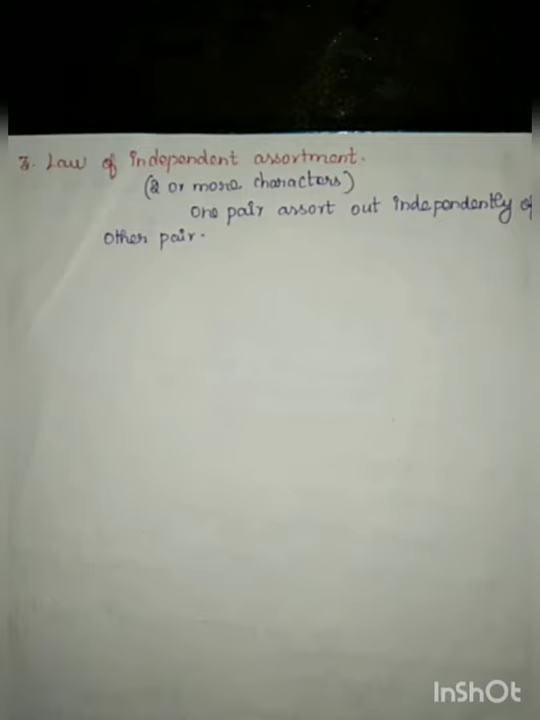 3. Law of independent assortment.
(2 or more characters)
One pair assort out independently of
other pair.
InShOt